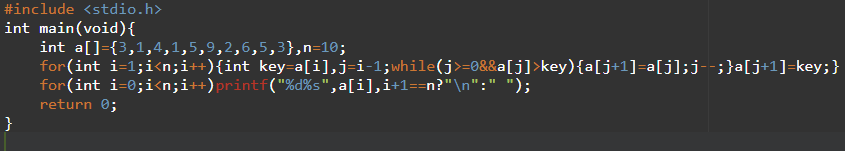 #include <stdio.h>
int main(void){
    int a[]={3,1,4,1,5,9,2,6,5,3},n=10;
    for(int i=1;i<n;i++){int key=a[i],j=i-1;while(j>=0&&a[j]>key){a[j+1]=a[j];j--;}a[j+1]=key;}
    for(int i=0;i<n;i++)printf("%d%s",a[i],i+1==n?"\n":" ");
    return 0;
}